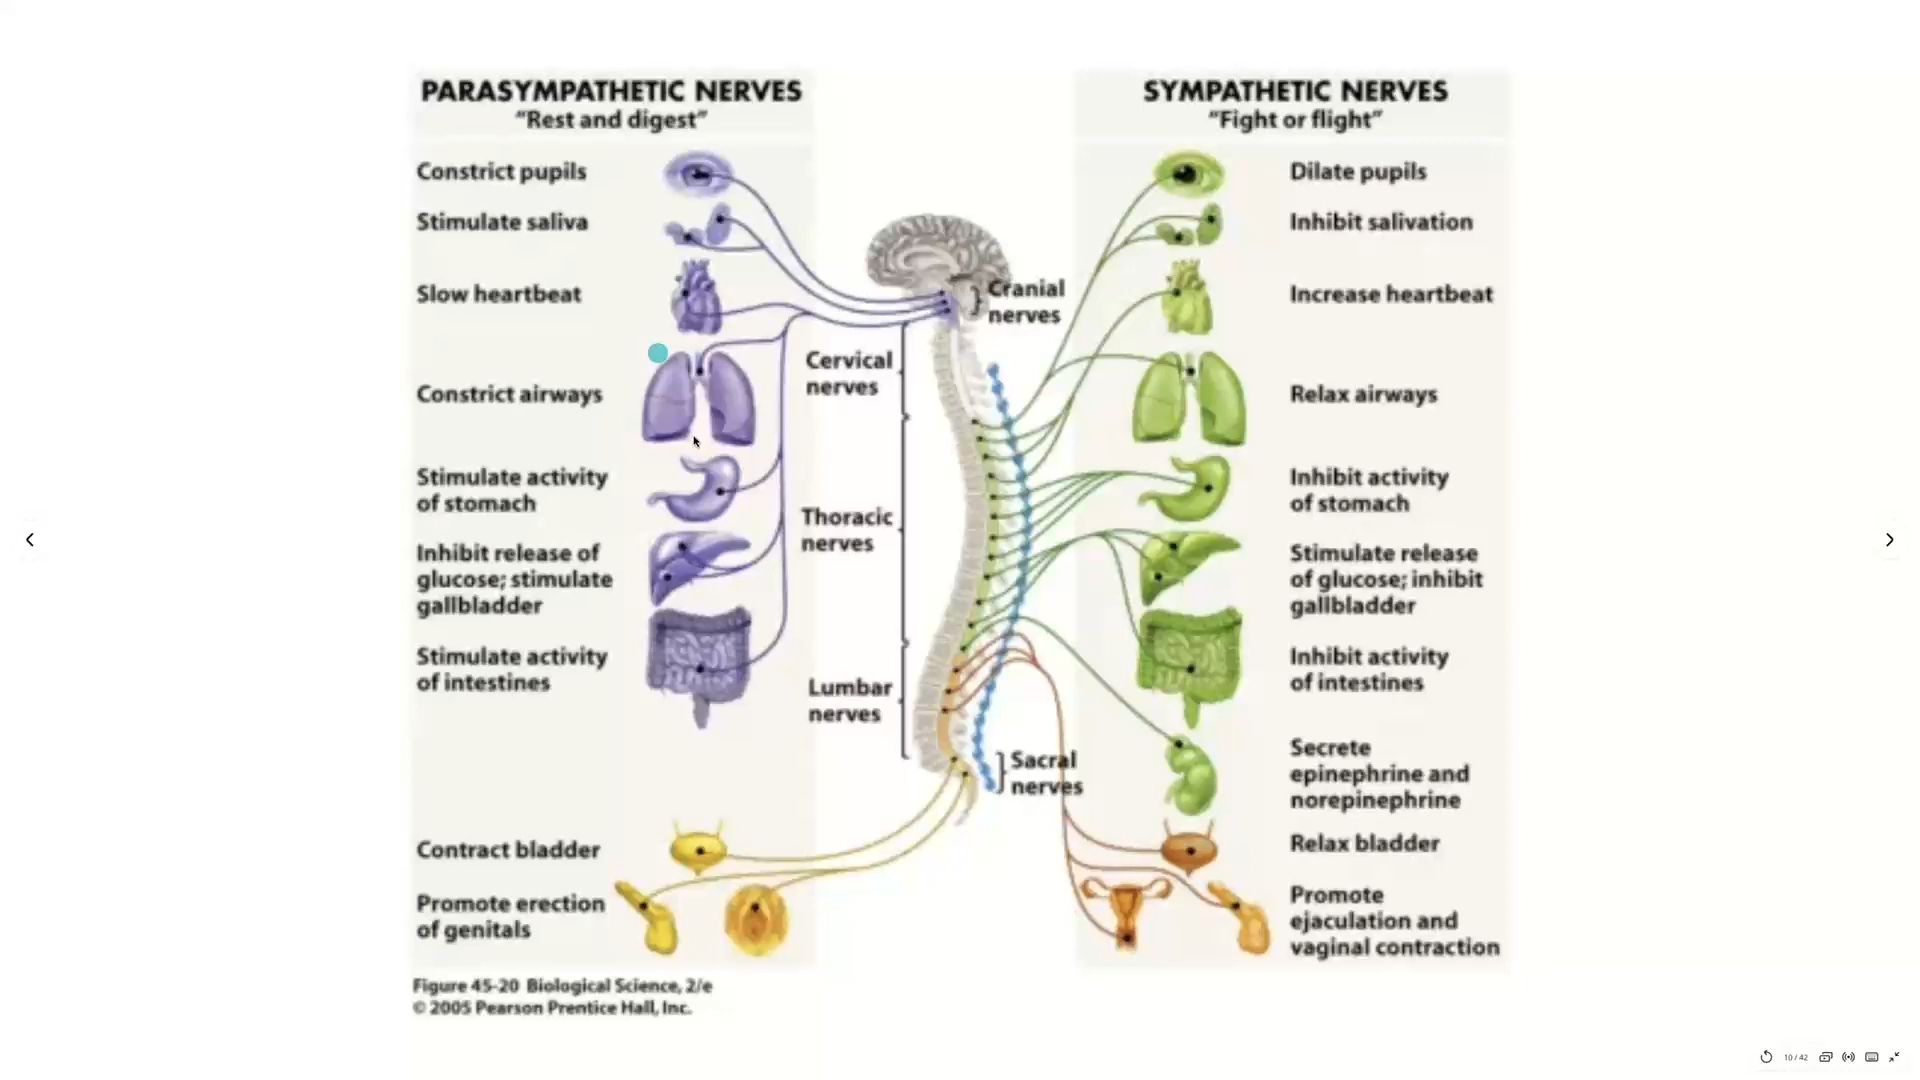 PARASYMPATHETIC NERVES
"Rest and digest"
Constrict pupils
Stimulate saliva
Slow heartbeat
Constrict airways
Stimulate activity
of stomach
Inhibit release of
glucose; stimulate
gallbladder
Stimulate activity
of intestines
Contract bladder
Promote erection
of genitals
Cranial
nerves
Cervical
nerves
Thoracic
nerves
Lumbar
nerves
Sacral
nerves
SYMPATHETIC NERVES
"Fight or flight"
Dilate pupils
Inhibit salivation
Increase heartbeat
Relax airways
Inhibit activity
of stomach
Stimulate release
of glucose; inhibit
gallbladder
Inhibit activity
of intestines
Secrete
epinephrine and
norepinephrine
Relax bladder
Promote
ejaculation and
vaginal contraction
Figure 45-20 Biological Science, 2/e
© 2005 Pearson Prentice Hall, Inc.
10 / 42